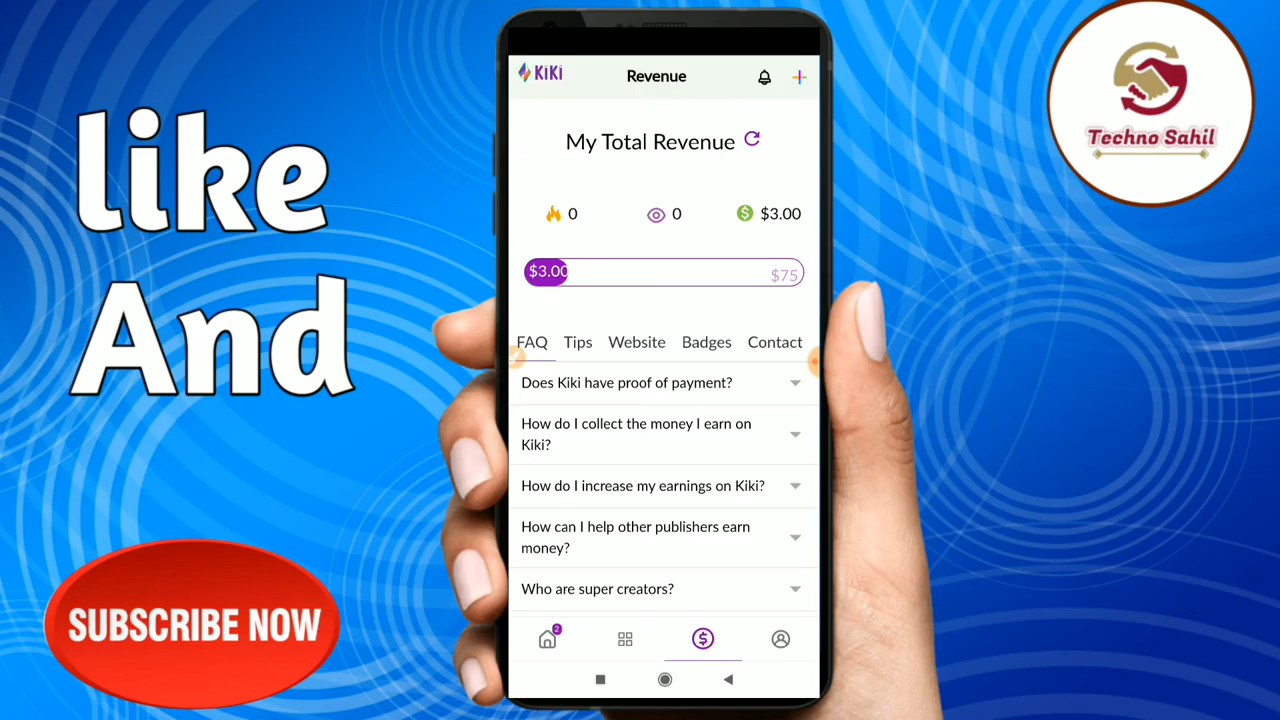 like
And
SUBSCRIBE NOW
Techno Sahil
KiKi
Revenue
My Total Revenue
0
0
$3.00
$3.00
$75
FAQ Tips Website Badges Contact
Does Kiki have proof of payment?
How do I collect the money I earn on
Kiki?
How do I increase my earnings on Kiki?
How can I help other publishers earn
money?
Who are super creators?
2